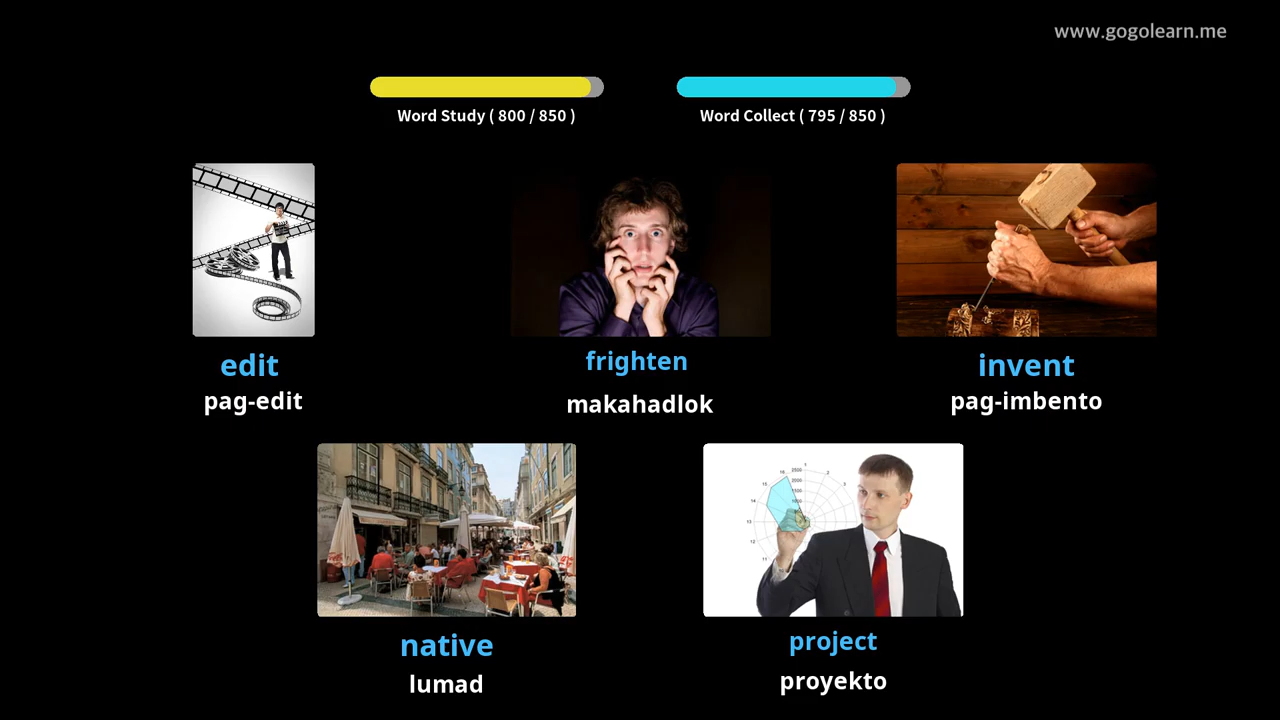 www.gogolearn.me
Word Study ( 800 / 850 )
Word Collect ( 795 / 850 )
edit
pag-edit
frighten
makahadlok
invent
pag-imbento
native
lumad
project
proyekto